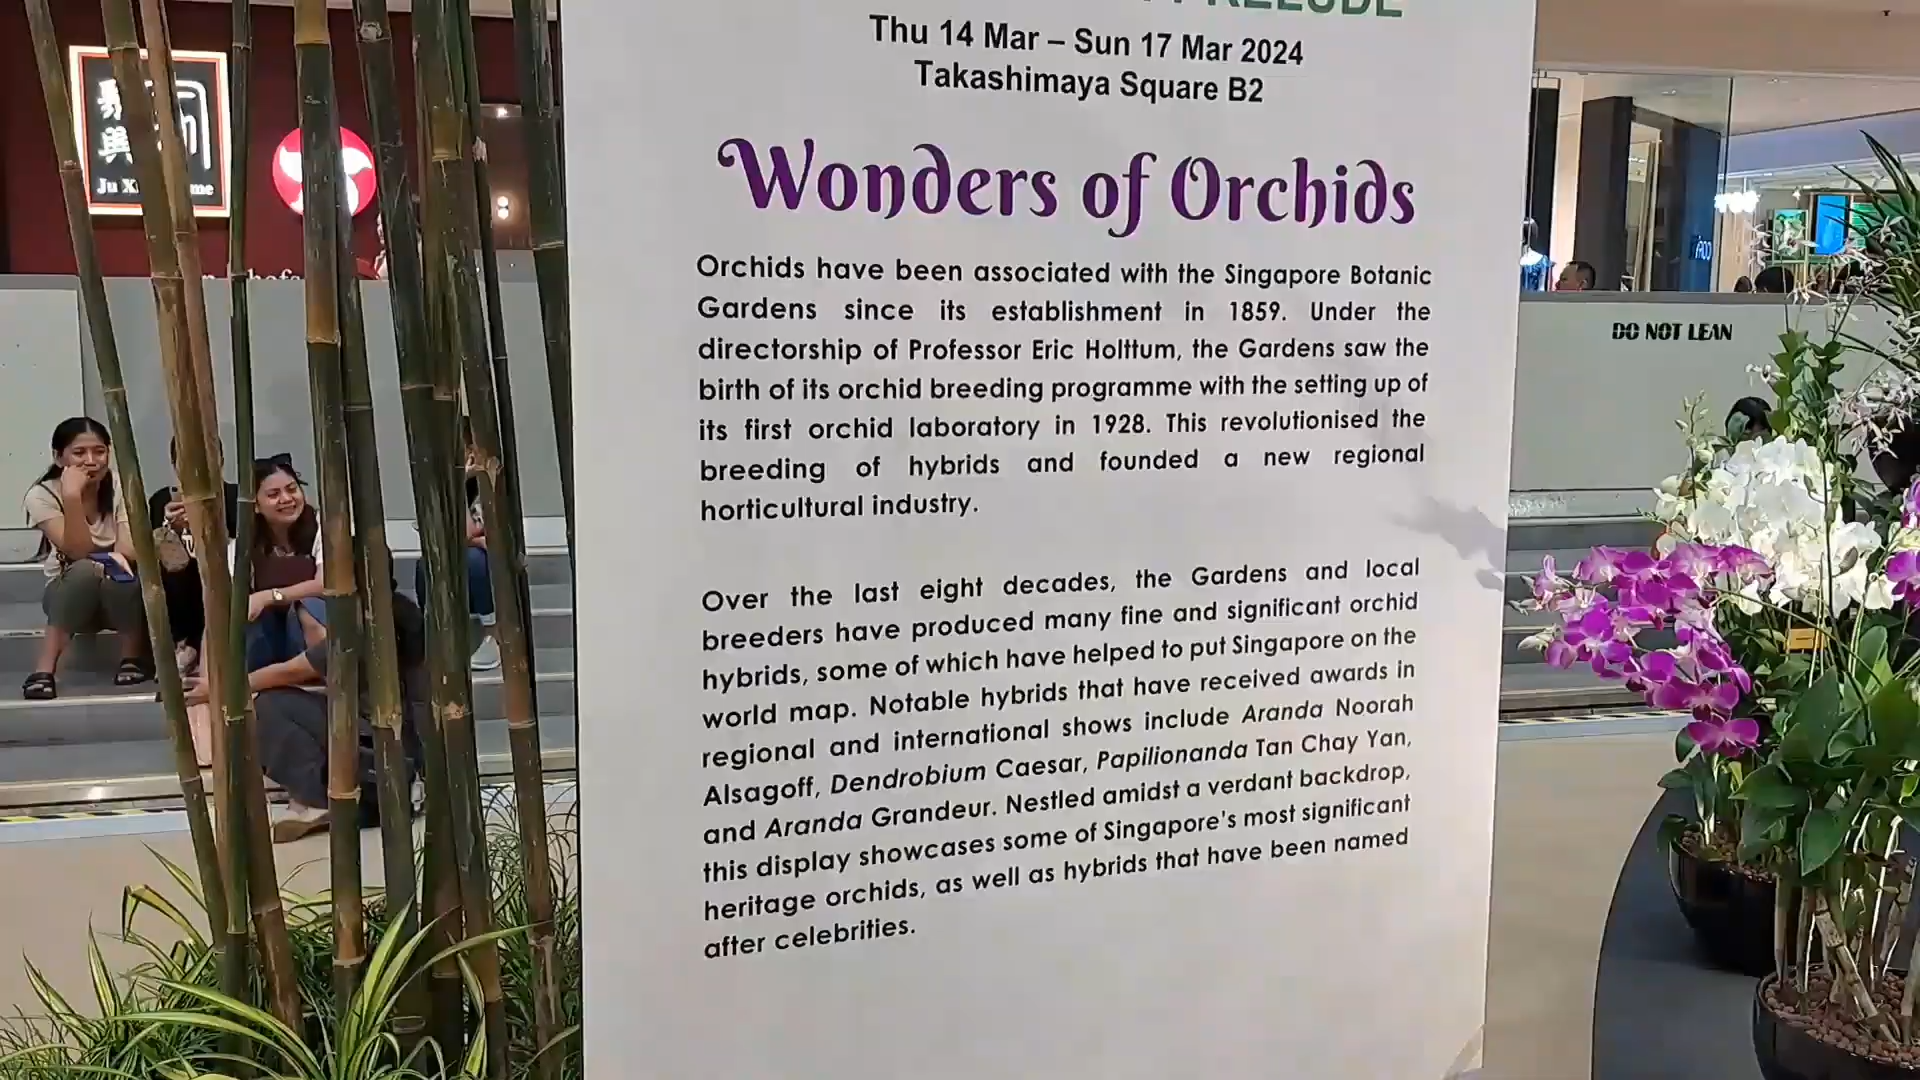 Thu 14 Mar – Sun 17 Mar 2024
Takashimaya Square B2
Wonders of Orchids
Orchids have been associated with the Singapore Botanic
Gardens since its establishment in 1859. Under the
directorship of Professor Eric Holttum, the Gardens saw the
birth of its orchid breeding programme with the setting up of
its first orchid laboratory in 1928. This revolutionised the
breeding of hybrids and founded a new regional
horticultural industry.
Over the last eight decades, the Gardens and local
breeders have produced many fine and significant orchid
hybrids, some of which have helped to put Singapore on the
world map. Notable hybrids that have received awards in
regional and international shows include Aranda Noorah
Alsagoff, Dendrobium Caesar, Papilionanda Tan Chay Yan,
and Aranda Grandeur. Nestled amidst a verdant backdrop,
this display showcases some of Singapore's most significant
heritage orchids, as well as hybrids that have been named
after celebrities.
DO NOT LEAN